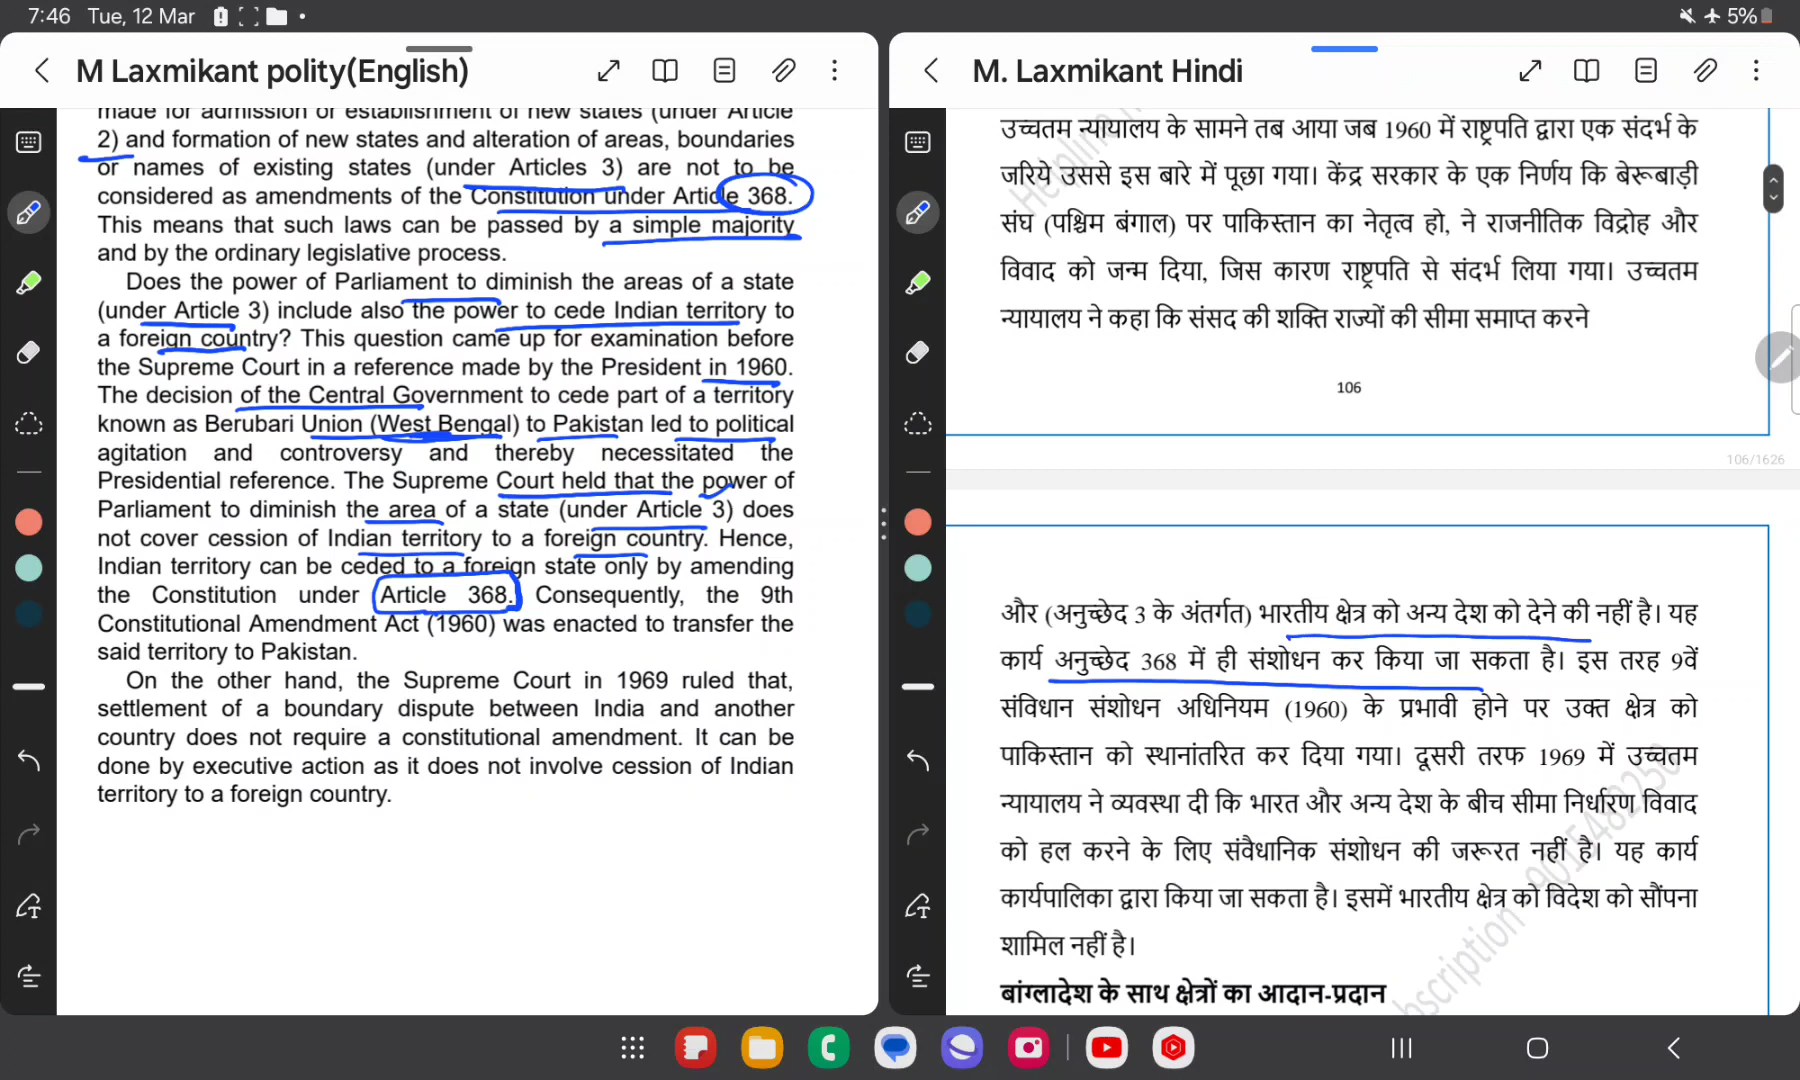 7:46 Tue, 12 Mar
5%
M Laxmikant polity(English)
made for admission or establishment of new states (under Article
2) and formation of new states and alteration of areas, boundaries
or names of existing states (under Articles 3) are not to be
considered as amendments of the Constitution under Article 368.
This means that such laws can be passed by a simple majority
and by the ordinary legislative process.
Does the power of Parliament to diminish the areas of a state
(under Article 3) include also the power to cede Indian territory to
a foreign country? This question came up for examination before
the Supreme Court in a reference made by the President in 1960.
The decision of the Central Government to cede part of a territory
known as Berubari Union (West Bengal) to Pakistan led to political
agitation and controversy and thereby necessitated the
Presidential reference. The Supreme Court held that the power of
Parliament to diminish the area of a state (under Article 3) does
not cover cession of Indian territory to a foreign country. Hence,
Indian territory can be ceded to a foreign state only by amending
the Constitution under Article 368. Consequently, the 9th
Constitutional Amendment Act (1960) was enacted to transfer the
said territory to Pakistan.
On the other hand, the Supreme Court in 1969 ruled that,
settlement of a boundary dispute between India and another
country does not require a constitutional amendment. It can be
done by executive action as it does not involve cession of Indian
territory to a foreign country.
M. Laxmikant Hindi
उच्चतम न्यायालय के सामने तब आया जब 1960 में राष्ट्रपति द्वारा एक संदर्भ के
जरिये उससे इस बारे में पूछा गया। केंद्र सरकार के एक निर्णय कि बेरूबाड़ी
संघ (पश्चिम बंगाल) पर पाकिस्तान का नेतृत्व हो, ने राजनीतिक विद्रोह और
विवाद को जन्म दिया, जिस कारण राष्ट्रपति से संदर्भ लिया गया। उच्चतम
न्यायालय ने कहा कि संसद की शक्ति राज्यों की सीमा समाप्त करने
106
106/1626
और (अनुच्छेद 3 के अंतर्गत) भारतीय क्षेत्र को अन्य देश को देने की नहीं है। यह
कार्य अनुच्छेद 368 में ही संशोधन कर किया जा सकता है। इस तरह 9वें
संविधान संशोधन अधिनियम (1960) के प्रभावी होने पर उक्त क्षेत्र को
पाकिस्तान को स्थानांतरित कर दिया गया। दूसरी तरफ 1969 में उच्चतम
न्यायालय ने व्यवस्था दी कि भारत और अन्य देश के बीच सीमा निर्धारण विवाद
को हल करने के लिए संवैधानिक संशोधन की जरूरत नहीं है। यह कार्य
कार्यपालिका द्वारा किया जा सकता है। इसमें भारतीय क्षेत्र को विदेश को सौंपना
शामिल नहीं है।
बांग्लादेश के साथ क्षेत्रों का आदान-प्रदान